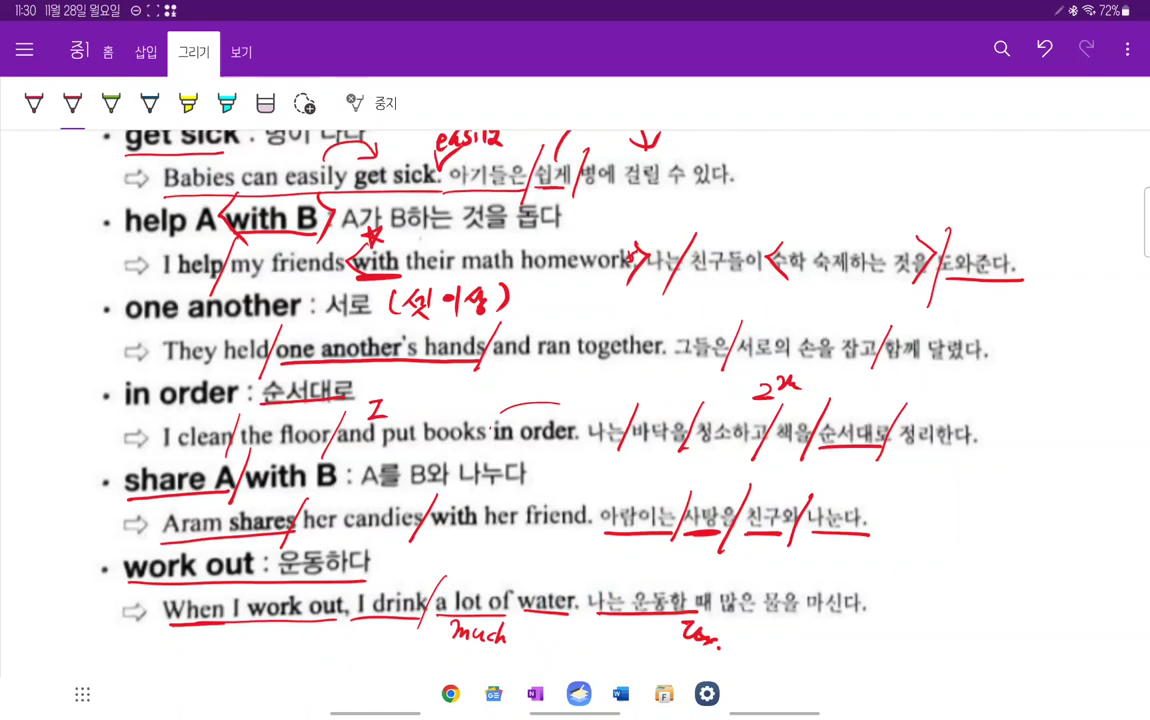 11:30 11월 28일 월요일
72%
중1 홈 삽입 그리기 보기
중지
• get sick : 병이 나다
easily
⇨ Babies can easily get sick. 아기들은 쉽게 병에 걸릴 수 있다.
• help A with B : A가 B하는 것을 돕다
⇨ I help my friends with their math homework. 나는 친구들이 수학 숙제하는 것을 도와준다.
• one another : 서로 (셋 이상)
⇨ They held one another's hands and ran together. 그들은 서로의 손을 잡고 함께 달렸다.
• in order : 순서대로
I
⇨ I clean the floor and put books in order. 나는 바닥을 청소하고 책을 순서대로 정리한다.
• share A with B : A를 B와 나누다
⇨ Aram shares her candies with her friend. 아람이는 사탕을 친구와 나눈다.
• work out : 운동하다
⇨ When I work out, I drink a lot of water. 나는 운동할 때 많은 물을 마신다.
much